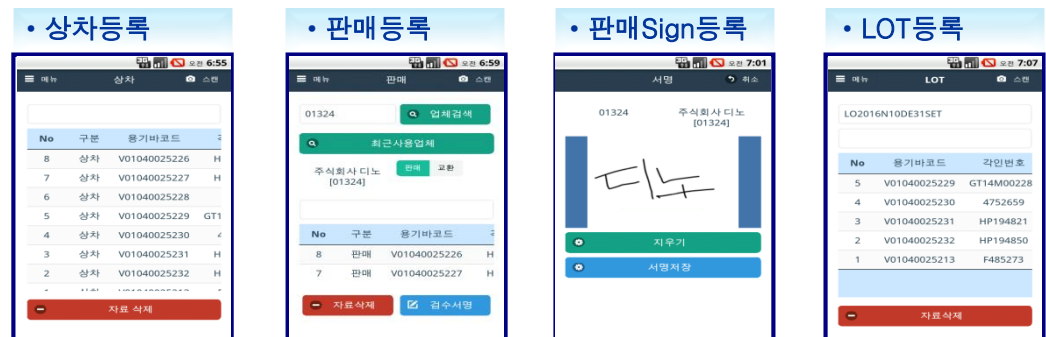 • 상차등록
오전 6:55
메뉴 상차 스캔
No 구분 용기바코드
8 상차 V01040025226 H
7 상차 V01040025227 H
6 상차 V01040025228
5 상차 V01040025229 GT1
4 상차 V01040025230 4
3 상차 V01040025231 H
2 상차 V01040025232 H
자료 삭제
• 판매등록
오전 6:59
메뉴 판매 스캔
01324 업체검색
최근사용업체
주식회사 디노 판매 교환
[01324]
No 구분 용기바코드
8 판매 V01040025226 H
7 판매 V01040025227 H
자료삭제 검수서명
• 판매Sign등록
오전 7:01
서명 취소
01324 주식회사 디노
[01324]
디노
지우기
서명저장
• LOT등록
오전 7:07
메뉴 LOT 스캔
LO2016N10DE31SET
No 용기바코드 각인번호
5 V01040025229 GT14M00228
4 V01040025230 4752659
3 V01040025231 HP194821
2 V01040025232 HP194850
1 V01040025213 F485273
자료삭제